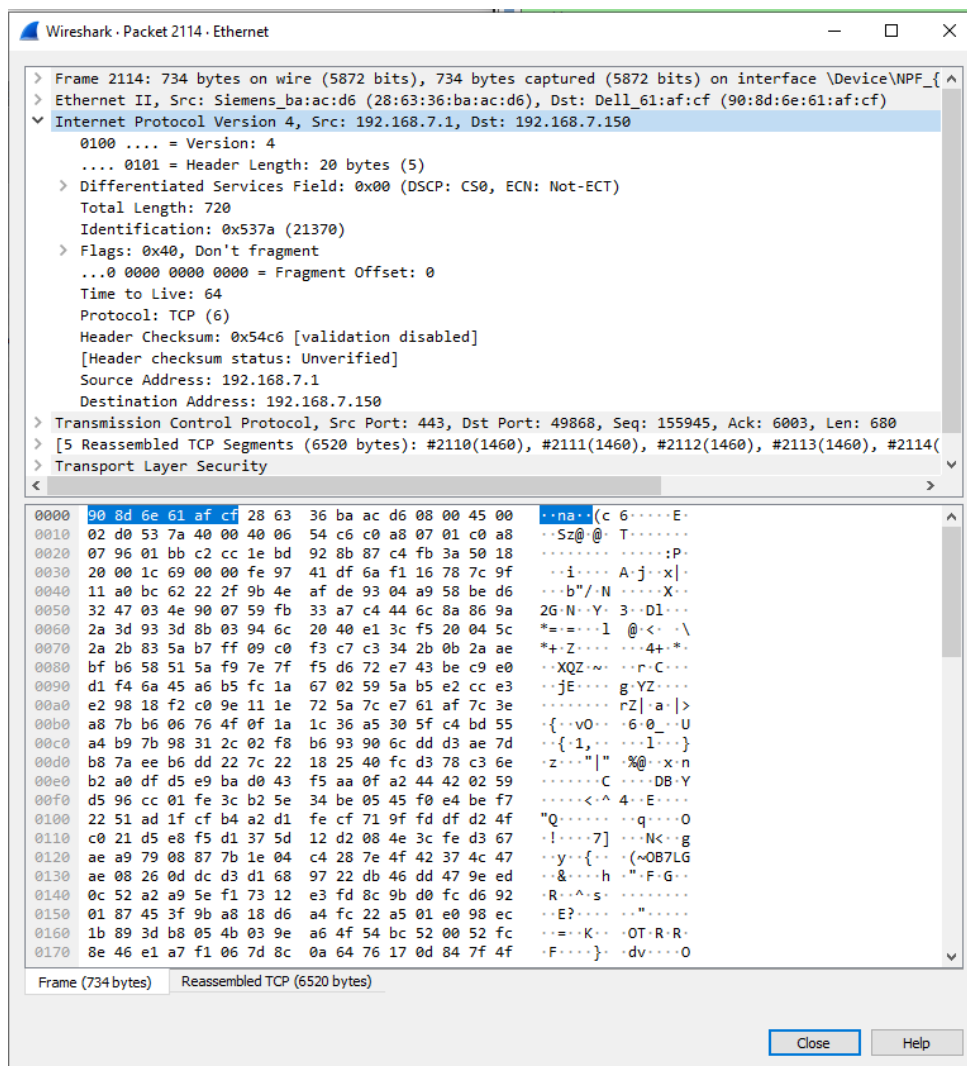 Wireshark · Packet 2114 · Ethernet
Frame 2114: 734 bytes on wire (5872 bits), 734 bytes captured (5872 bits) on interface \Device\NPF_{
Ethernet II, Src: Siemens_ba:ac:d6 (28:63:36:ba:ac:d6), Dst: Dell_61:af:cf (90:8d:6e:61:af:cf)
Internet Protocol Version 4, Src: 192.168.7.1, Dst: 192.168.7.150
0100 .... = Version: 4
.... 0101 = Header Length: 20 bytes (5)
Differentiated Services Field: 0x00 (DSCP: CS0, ECN: Not-ECT)
Total Length: 720
Identification: 0x537a (21370)
Flags: 0x40, Don't fragment
...0 0000 0000 0000 = Fragment Offset: 0
Time to Live: 64
Protocol: TCP (6)
Header Checksum: 0x54c6 [validation disabled]
[Header checksum status: Unverified]
Source Address: 192.168.7.1
Destination Address: 192.168.7.150
Transmission Control Protocol, Src Port: 443, Dst Port: 49868, Seq: 155945, Ack: 6003, Len: 680
[5 Reassembled TCP Segments (6520 bytes): #2110(1460), #2111(1460), #2112(1460), #2113(1460), #2114(
Transport Layer Security
0000 90 8d 6e 61 af cf 28 63 36 ba ac d6 08 00 45 00 ··na··(c 6·····E·
0010 02 d0 53 7a 40 00 40 06 54 c6 c0 a8 07 01 c0 a8 ··Sz@·@· T·······
0020 07 96 01 bb c2 cc 1e bd 92 8b 87 c4 fb 3a 50 18 ········ ·····:P·
0030 20 00 1c 69 00 00 fe 97 41 df 6a f1 16 78 7c 9f ··i···· A·j··x|·
0040 11 a0 bc 62 22 2f 9b 4e af de 93 04 a9 58 be d6 ···b"/·N ·····X··
0050 32 47 03 4e 90 07 59 fb 33 a7 c4 44 6c 8a 86 9a 2G·N··Y· 3··Dl···
0060 2a 3d 93 3d 8b 03 94 6c 20 40 e1 3c f5 20 04 5c *=·=···l @·<· ·\
0070 2a 2b 83 5a b7 ff 09 c0 f3 c7 c3 34 2b 0b 2a ae *+·Z···· ···4+·*·
0080 bf b6 58 51 5a f9 7e 7f f5 d6 72 e7 43 be c9 e0 ··XQZ·~· ··r·C···
0090 d1 f4 6a 45 a6 b5 fc 1a 67 02 59 5a b5 e2 cc e3 ··jE···· g·YZ····
00a0 e2 98 18 f2 c0 9e 11 1e 72 5a 7c e7 61 af 7c 3e ········ rZ|·a·|>
00b0 a8 7b b6 06 76 4f 0f 1a 1c 36 a5 30 5f c4 bd 55 ·{··vO·· ·6·0_··U
00c0 a4 b9 7b 98 31 2c 02 f8 b6 93 90 6c dd d3 ae 7d ··{·1,·· ···l···}
00d0 b8 7a ee b6 dd 22 7c 22 18 25 40 fc d3 78 c3 6e ·z···"|" ·%@··x·n
00e0 b2 a0 df d5 e9 ba d0 43 f5 aa 0f a2 44 42 02 59 ·······C ····DB·Y
00f0 d5 96 cc 01 fe 3c b2 5e 34 be 05 45 f0 e4 be f7 ·····<·^ 4··E····
0100 22 51 ad 1f cf b4 a2 d1 fe cf 71 9f fd df d2 4f "Q······ ··q····O
0110 c0 21 d5 e8 f5 d1 37 5d 12 d2 08 4e 3c fe d3 67 ·!····7] ···N<··g
0120 ae a9 79 08 87 7b 1e 04 c4 28 7e 4f 42 37 4c 47 ··y··{·· ·(~OB7LG
0130 ae 08 26 0d dc d3 d1 68 97 22 db 46 dd 47 9e ed ··&····h ·"·F·G··
0140 0c 52 a2 a9 5e f1 73 12 e3 fd 8c 9b d0 fc d6 92 ·R··^·s· ········
0150 01 87 45 3f 9b a8 18 d6 a4 fc 22 a5 01 e0 98 ec ··E?···· ··"·····
0160 1b 89 3d b8 05 4b 03 9e a6 4f 54 bc 52 00 52 fc ··=··K·· ·OT·R·R·
0170 8e 46 e1 a7 f1 06 7d 8c 0a 64 76 17 0d 84 7f 4f ·F····}· ·dv····O
Frame (734 bytes) Reassembled TCP (6520 bytes)
Close Help